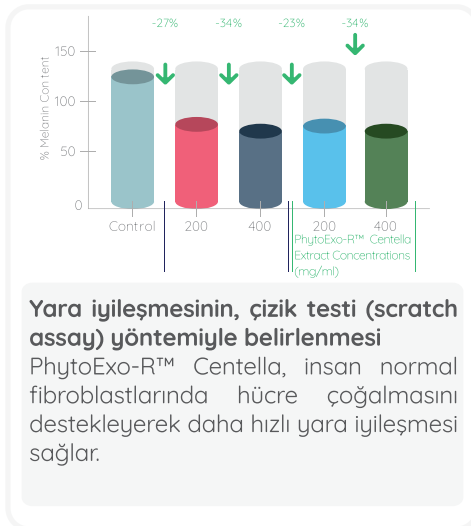 -27% -34% -23% -34%
% Melanin Content
150
100
50
0
Control 200 400 200 400
PhytoExo-R™ Centella
Extract Concentrations
(mg/ml)
Yara iyileşmesinin, çizik testi (scratch
assay) yöntemiyle belirlenmesi
PhytoExo-R™ Centella, insan normal
fibroblastlarında hücre çoğalmasını
destekleyerek daha hızlı yara iyileşmesi
sağlar.